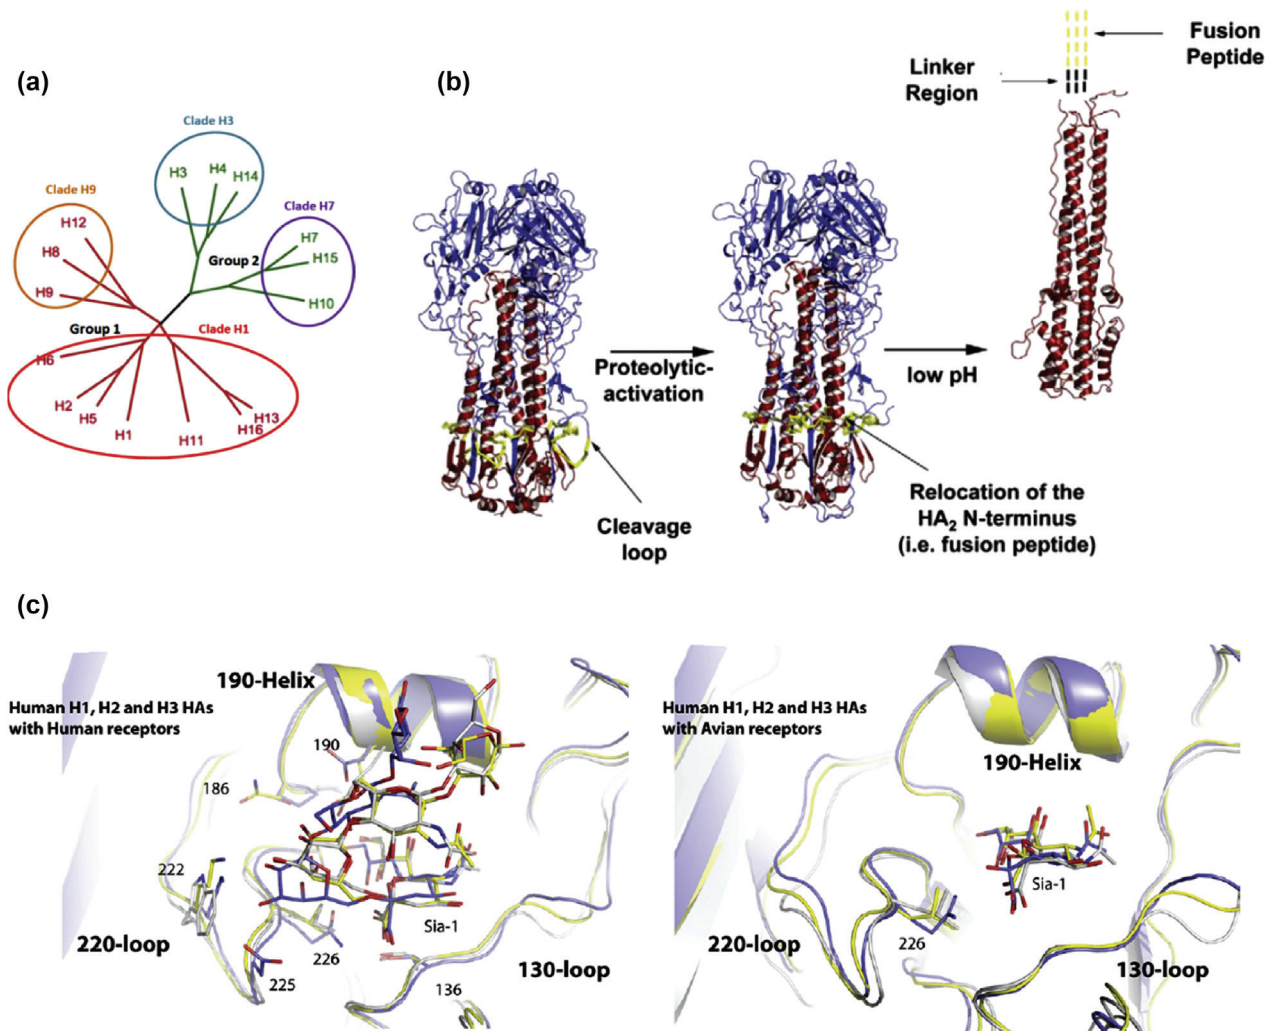 (a)
Clade H3
H3
H4
H14
Clade H9
H12
H8
H9
Clade H7
H7
H15
H10
Group 2
Group 1
Clade H1
H6
H2
H5
H1
H11
H13
H16
(b)
Proteolytic-
activation
Cleavage
loop
low pH
Relocation of the
HA2 N-terminus
(i.e. fusion peptide)
Linker
Region
Fusion
Peptide
(c)
Human H1, H2 and H3 HAs
with Human receptors
190-Helix
190
186
222
220-loop
225
226
Sia-1
136
130-loop
Human H1, H2 and H3 HAs
with Avian receptors
190-Helix
Sia-1
220-loop
226
130-loop